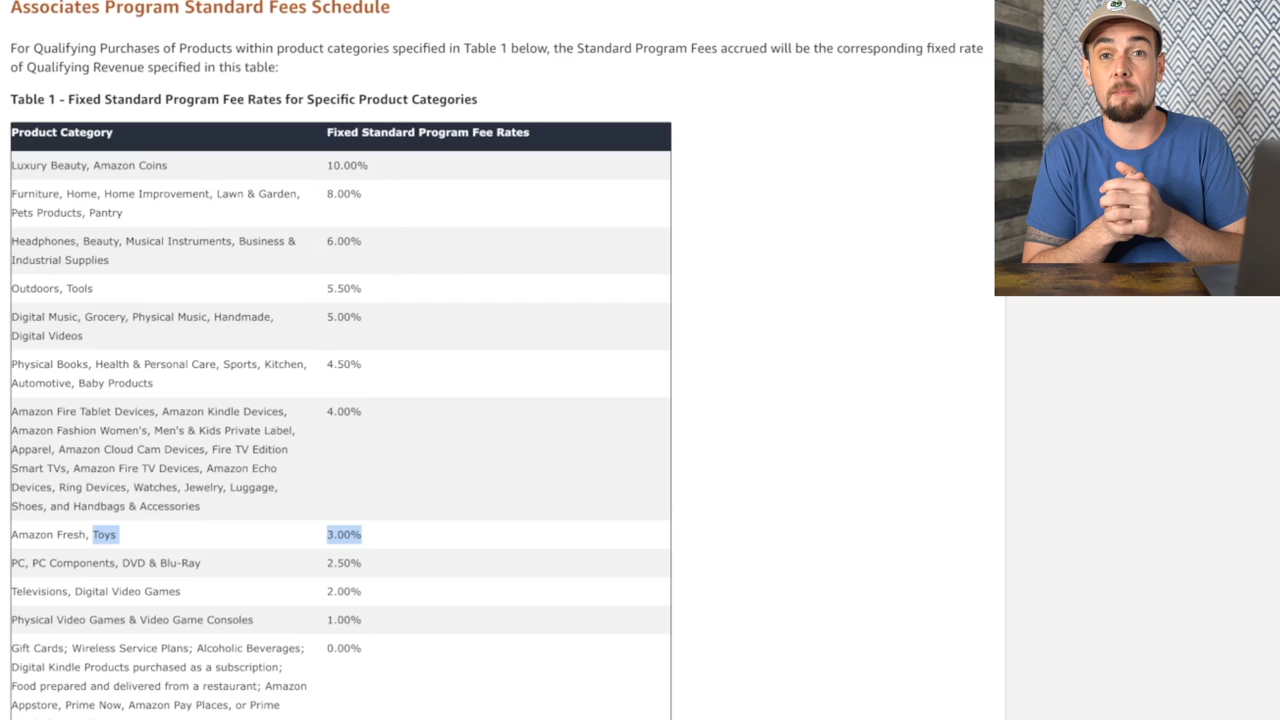 Associates Program Standard Fees Schedule
For Qualifying Purchases of Products within product categories specified in Table 1 below, the Standard Program Fees accrued will be the corresponding fixed rate
of Qualifying Revenue specified in this table:
Table 1 - Fixed Standard Program Fee Rates for Specific Product Categories
Product Category Fixed Standard Program Fee Rates
Luxury Beauty, Amazon Coins 10.00%
Furniture, Home, Home Improvement, Lawn & Garden, 8.00%
Pets Products, Pantry
Headphones, Beauty, Musical Instruments, Business & 6.00%
Industrial Supplies
Outdoors, Tools 5.50%
Digital Music, Grocery, Physical Music, Handmade, 5.00%
Digital Videos
Physical Books, Health & Personal Care, Sports, Kitchen, 4.50%
Automotive, Baby Products
Amazon Fire Tablet Devices, Amazon Kindle Devices, 4.00%
Amazon Fashion Women's, Men's & Kids Private Label,
Apparel, Amazon Cloud Cam Devices, Fire TV Edition
Smart TVs, Amazon Fire TV Devices, Amazon Echo
Devices, Ring Devices, Watches, Jewelry, Luggage,
Shoes, and Handbags & Accessories
Amazon Fresh, Toys 3.00%
PC, PC Components, DVD & Blu-Ray 2.50%
Televisions, Digital Video Games 2.00%
Physical Video Games & Video Game Consoles 1.00%
Gift Cards; Wireless Service Plans; Alcoholic Beverages; 0.00%
Digital Kindle Products purchased as a subscription;
Food prepared and delivered from a restaurant; Amazon
Appstore, Prime Now, Amazon Pay Places, or Prime